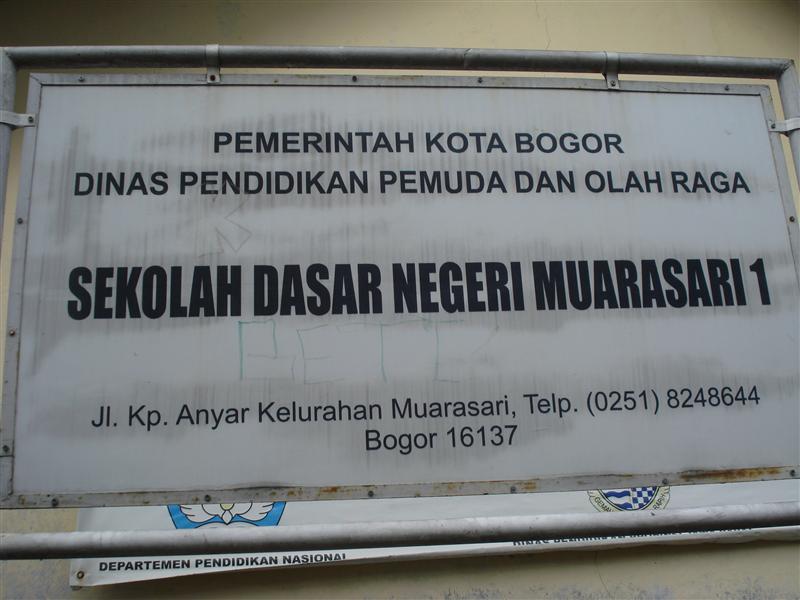 PEMERINTAH KOTA BOGOR
DINAS PENDIDIKAN PEMUDA DAN OLAH RAGA
SEKOLAH DASAR NEGERI MUARASARI 1
Jl. Kp. Anyar Kelurahan Muarasari, Telp. (0251) 8248644
Bogor 16137
DEPARTEMEN PENDIDIKAN NASIONAL